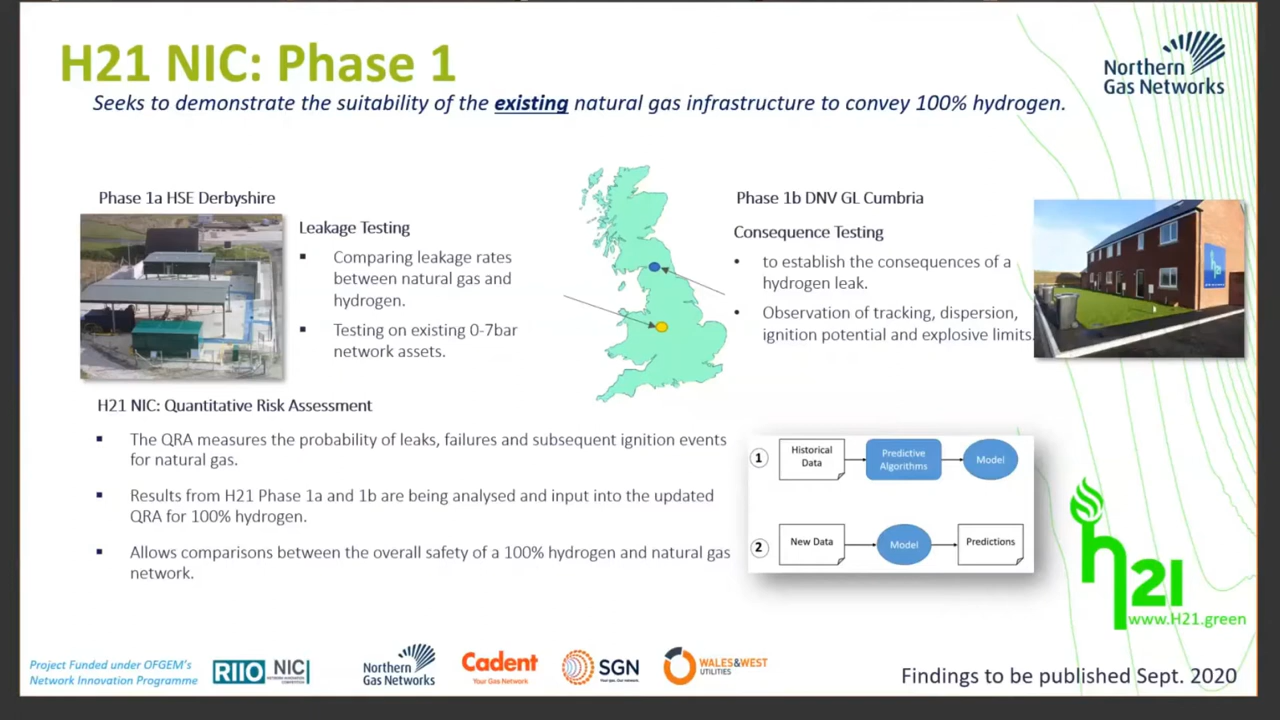 H21 NIC: Phase 1
Seeks to demonstrate the suitability of the existing natural gas infrastructure to convey 100% hydrogen.
Northern
Gas Networks
Phase 1a HSE Derbyshire
Leakage Testing
▪ Comparing leakage rates
between natural gas and
hydrogen.
▪ Testing on existing 0-7bar
network assets.
Phase 1b DNV GL Cumbria
Consequence Testing
• to establish the consequences of a
hydrogen leak.
• Observation of tracking, dispersion,
ignition potential and explosive limits.
H21 NIC: Quantitative Risk Assessment
▪ The QRA measures the probability of leaks, failures and subsequent ignition events
for natural gas.
▪ Results from H21 Phase 1a and 1b are being analysed and input into the updated
QRA for 100% hydrogen.
▪ Allows comparisons between the overall safety of a 100% hydrogen and natural gas
network.
1
Historical
Data
Predictive
Algorithms
Model
2
New Data
Model
Predictions
h21
www.H21.green
Project Funded under OFGEM's
Network Innovation Programme
RIIO NIC
NETWORK INNOVATION
COMPETITION
Northern
Gas Networks
Cadent
Your Gas Network
SGN
Your gas. Our network.
WALES&WEST
UTILITIES
Findings to be published Sept. 2020